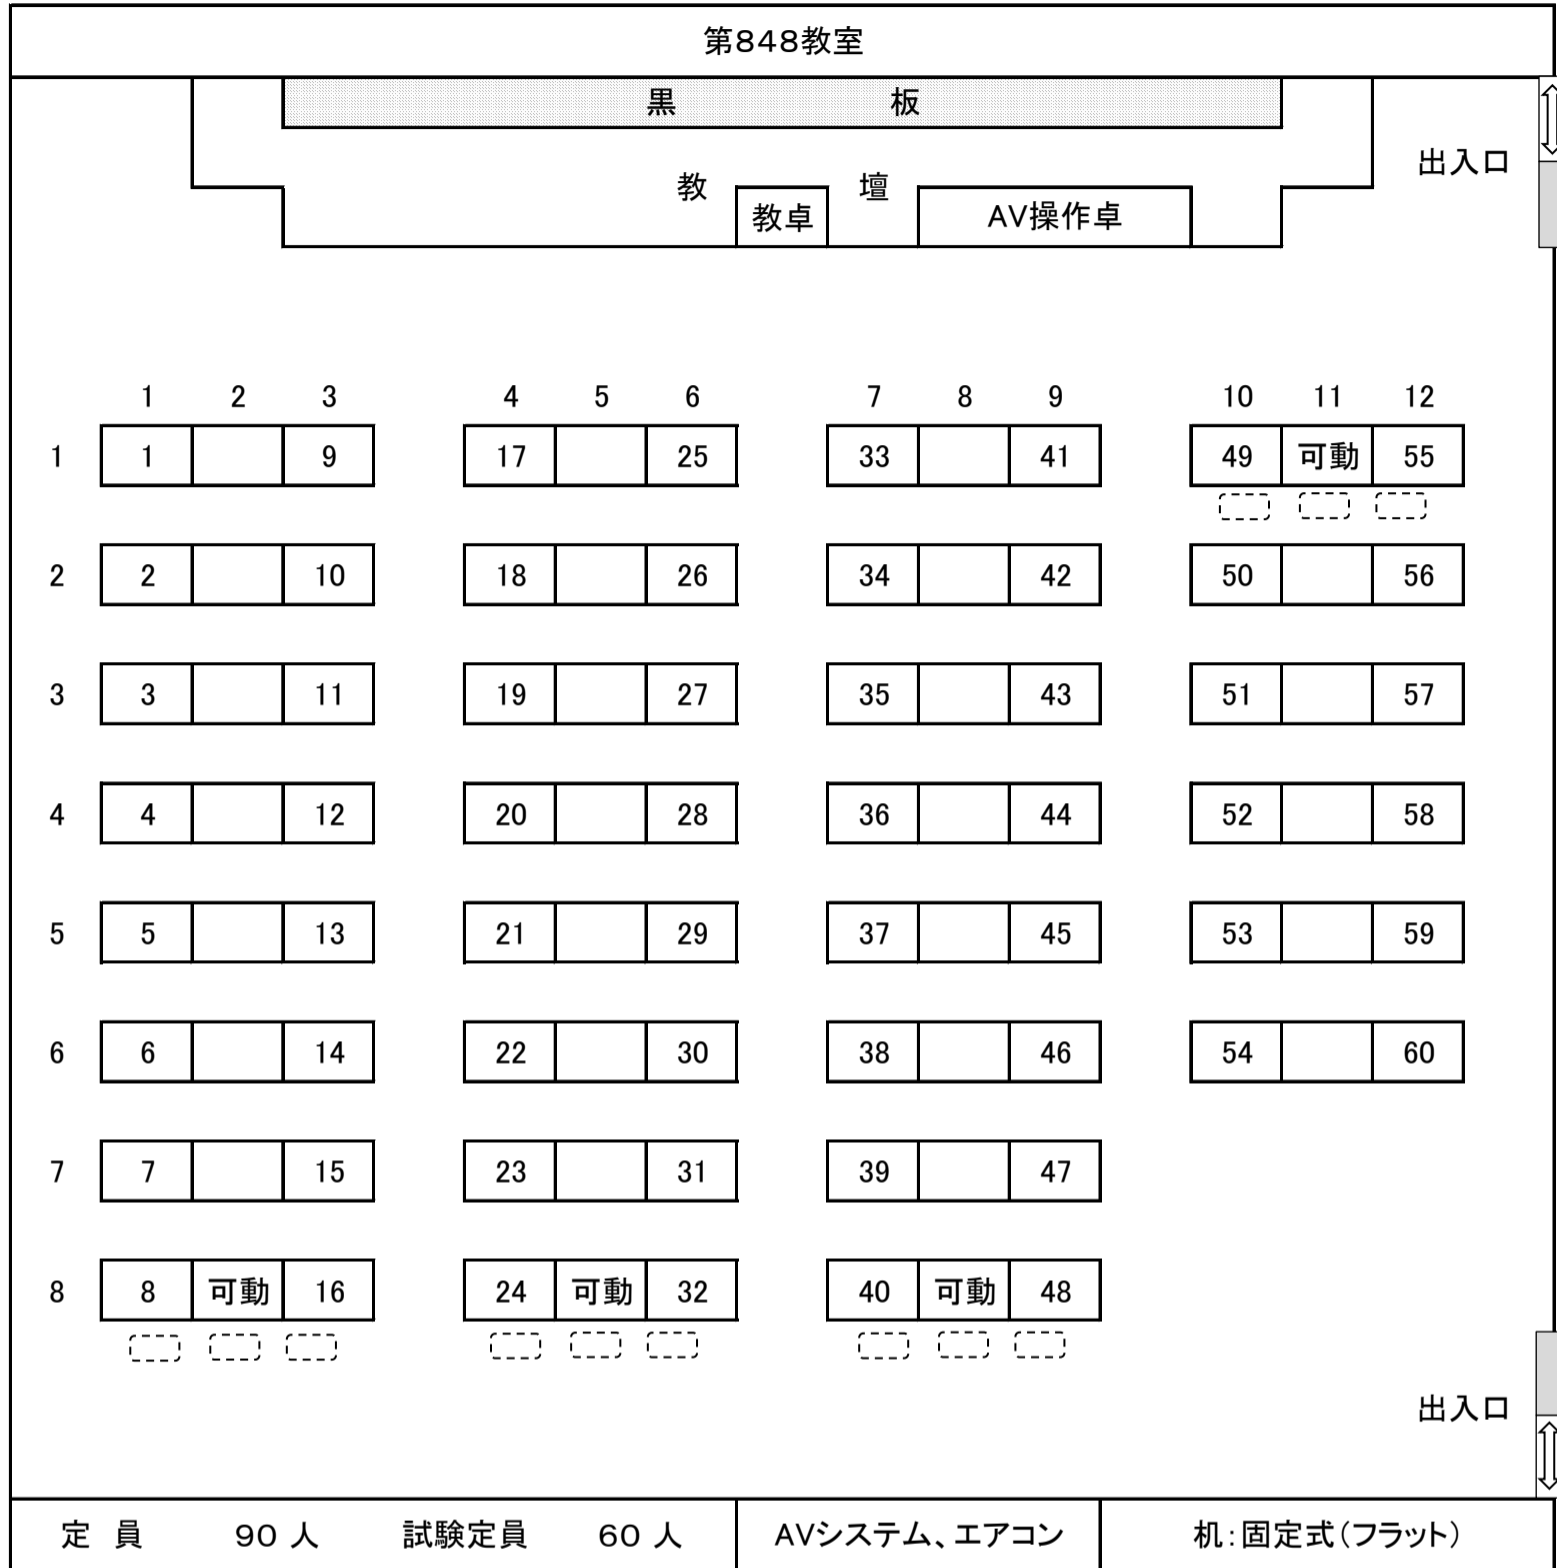 第848教室
黒 板
出入口
教 壇
教卓 AV操作卓
1 2 3 4 5 6 7 8 9 10 11 12
1 1 9 17 25 33 41 49 可動 55
2 2 10 18 26 34 42 50 56
3 3 11 19 27 35 43 51 57
4 4 12 20 28 36 44 52 58
5 5 13 21 29 37 45 53 59
6 6 14 22 30 38 46 54 60
7 7 15 23 31 39 47
8 8 可動 16 24 可動 32 40 可動 48
出入口
定 員 90 人 試験定員 60 人 AVシステム、エアコン 机:固定式(フラット)